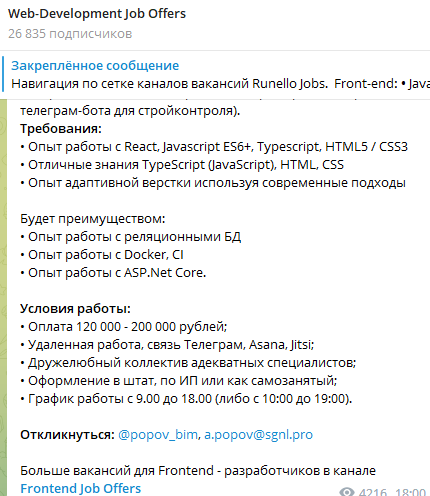 Web-Development Job Offers
26 835 подписчиков
Закреплённое сообщение
Навигация по сетке каналов вакансий Runello Jobs. Front-end: • Java
телеграм-бота для стройконтроля).
Требования:
• Опыт работы с React, Javascript ES6+, Typescript, HTML5 / CSS3
• Отличные знания TypeScript (JavaScript), HTML, CSS
• Опыт адаптивной верстки используя современные подходы
Будет преимуществом:
• Опыт работы с реляционными БД
• Опыт работы с Docker, CI
• Опыт работы с ASP.Net Core.
Условия работы:
• Оплата 120 000 - 200 000 рублей;
• Удаленная работа, связь Телеграм, Asana, Jitsi;
• Дружелюбный коллектив адекватных специалистов;
• Оформление в штат, по ИП или как самозанятый;
• График работы с 9.00 до 18.00 (либо с 10:00 до 19:00).
Откликнуться: @popov_bim, a.popov@sgnl.pro
Больше вакансий для Frontend - разработчиков в канале
Frontend Job Offers
4216 18:00